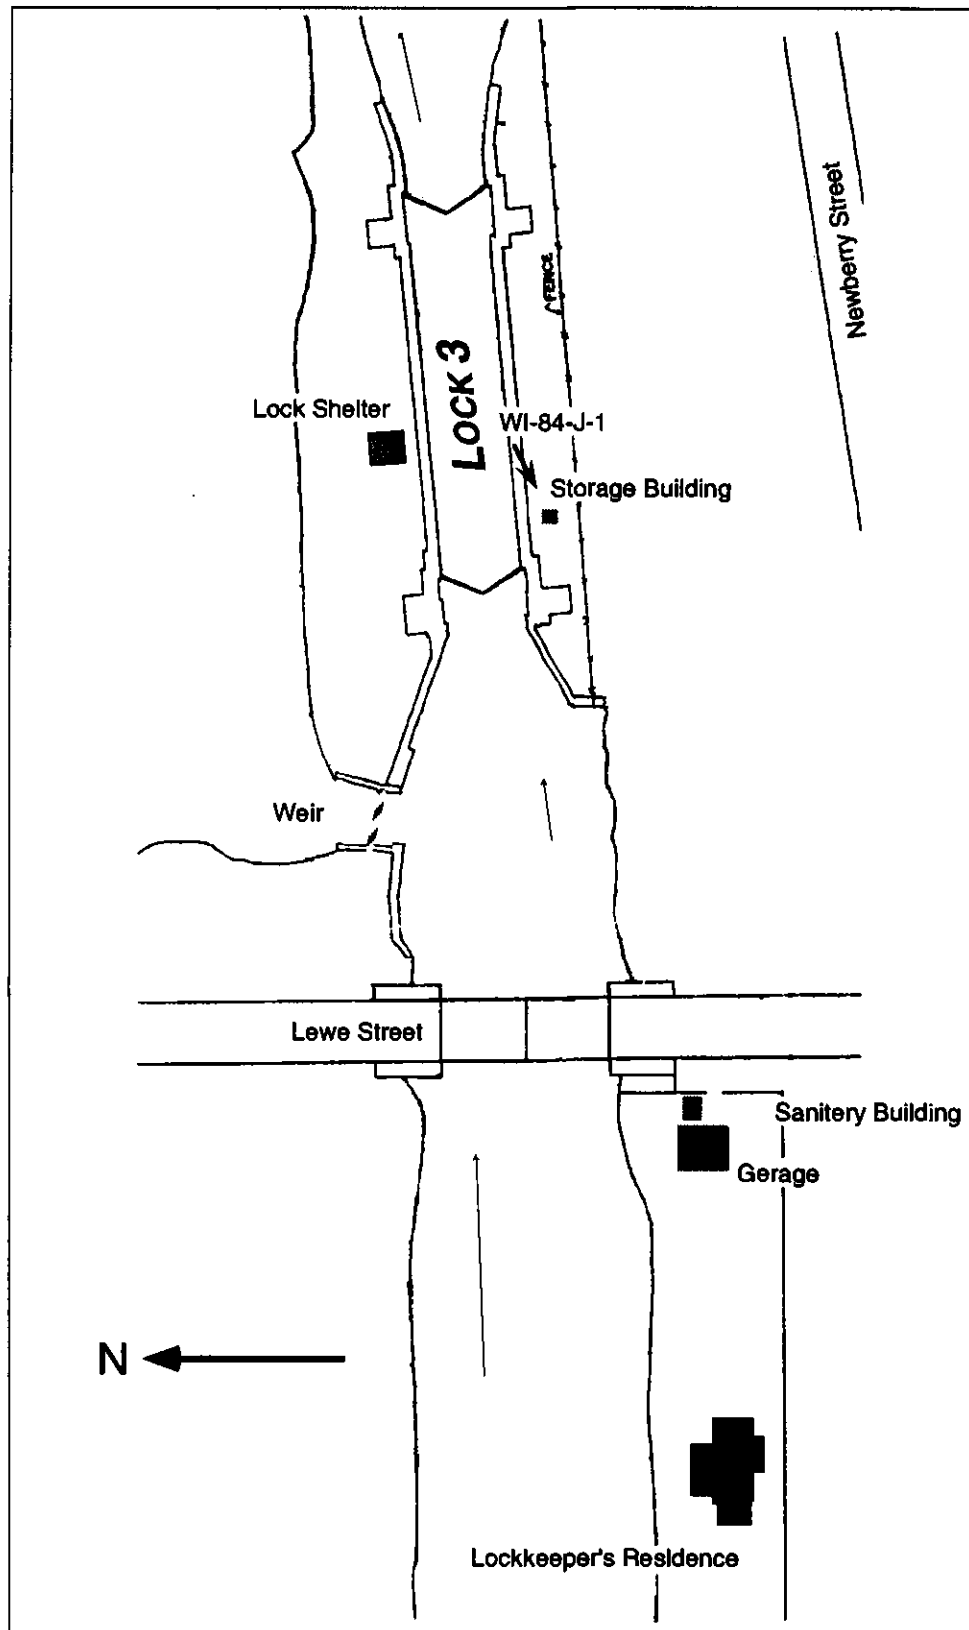 Newberry Street
FENCE
LOCK 3
Lock Shelter
WI-84-J-1
Storage Building
Weir
Lewe Street
Sanitery Building
Gerage
N
Lockkeeper's Residence